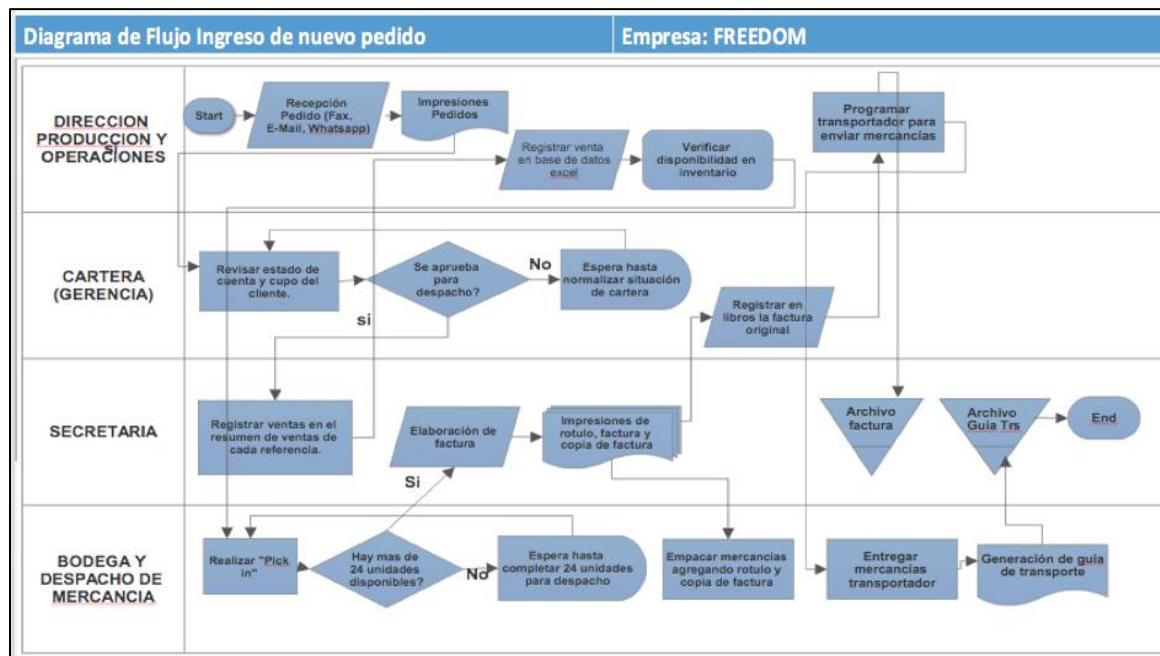 Diagrama de Flujo Ingreso de nuevo pedido
Empresa: FREEDOM
DIRECCION
PRODUCCION Y
OPERACIONES
Start
Recepción
Pedido (Fax,
E-Mail, Whatsapp)
Impresiones
Pedidos
Registrar venta
en base de datos
excel
Verificar
disponibilidad en
inventario
Programar
transportador para
enviar mercancías
CARTERA
(GERENCIA)
Revisar estado de
cuenta y cupo del
cliente.
Se aprueba
para
despacho?
No
Espera hasta
normalizar situación
de cartera
si
Registrar en
libros la factura
original
SECRETARIA
Registrar ventas en el
resumen de ventas de
cada referencia.
Elaboración de
factura
Impresiones de
rotulo, factura y
copia de factura
Archivo
factura
Archivo
Guia Trs
End
Si
BODEGA Y
DESPACHO DE
MERCANCIA
Realizar "Pick
in"
Hay mas de
24 unidades
disponibles?
No
Espera hasta
completar 24 unidades
para despacho
Empacar mercancías
agregando rotulo y
copia de factura
Entregar
mercancías
transportador
Generación de guia
de transporte